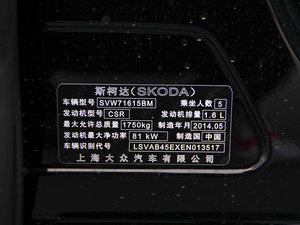 斯柯达(SKODA)
车辆型号 SVW71615BM 乘坐人数 5
发动机型号 CSR 发动机排量 1.6 L
最大允许总质量 1750kg 制造年月 2014.05
发动机最大净功率 81 kW 制造国 中国
车辆识别代号 LSVAB45EXEN013517
上海大众汽车有限公司